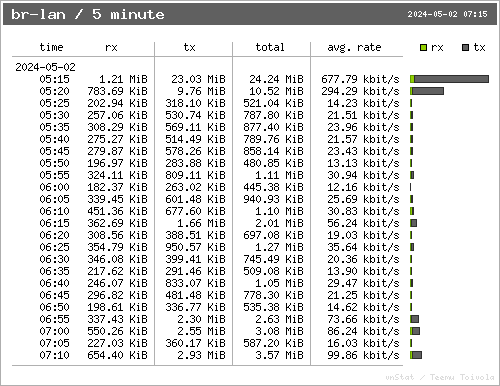 br-lan / 5 minute 2024-05-02 07:15
time rx tx total avg. rate rx tx
2024-05-02
05:15 1.21 MiB 23.03 MiB 24.24 MiB 677.79 kbit/s
05:20 783.69 KiB 9.76 MiB 10.52 MiB 294.29 kbit/s
05:25 202.94 KiB 318.10 KiB 521.04 KiB 14.23 kbit/s
05:30 257.06 KiB 530.74 KiB 787.80 KiB 21.51 kbit/s
05:35 308.29 KiB 569.11 KiB 877.40 KiB 23.96 kbit/s
05:40 275.27 KiB 514.49 KiB 789.76 KiB 21.57 kbit/s
05:45 279.87 KiB 578.26 KiB 858.14 KiB 23.43 kbit/s
05:50 196.97 KiB 283.88 KiB 480.85 KiB 13.13 kbit/s
05:55 324.11 KiB 809.11 KiB 1.11 MiB 30.94 kbit/s
06:00 182.37 KiB 263.02 KiB 445.38 KiB 12.16 kbit/s
06:05 339.45 KiB 601.48 KiB 940.93 KiB 25.69 kbit/s
06:10 451.36 KiB 677.60 KiB 1.10 MiB 30.83 kbit/s
06:15 362.69 KiB 1.66 MiB 2.01 MiB 56.24 kbit/s
06:20 308.56 KiB 388.51 KiB 697.08 KiB 19.03 kbit/s
06:25 354.79 KiB 950.57 KiB 1.27 MiB 35.64 kbit/s
06:30 346.08 KiB 399.41 KiB 745.49 KiB 20.36 kbit/s
06:35 217.62 KiB 291.46 KiB 509.08 KiB 13.90 kbit/s
06:40 246.07 KiB 833.07 KiB 1.05 MiB 29.47 kbit/s
06:45 296.82 KiB 481.48 KiB 778.30 KiB 21.25 kbit/s
06:50 198.61 KiB 336.77 KiB 535.38 KiB 14.62 kbit/s
06:55 337.43 KiB 2.30 MiB 2.63 MiB 73.66 kbit/s
07:00 550.26 KiB 2.55 MiB 3.08 MiB 86.24 kbit/s
07:05 227.03 KiB 360.17 KiB 587.20 KiB 16.03 kbit/s
07:10 654.40 KiB 2.93 MiB 3.57 MiB 99.86 kbit/s
vnStat / Teemu Toivola